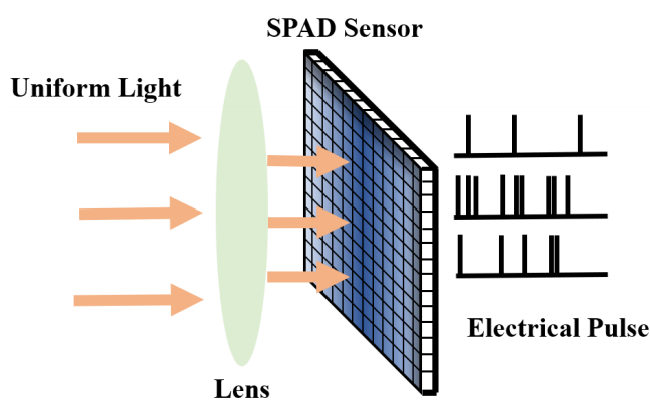 SPAD Sensor
Uniform Light
Electrical Pulse
Lens